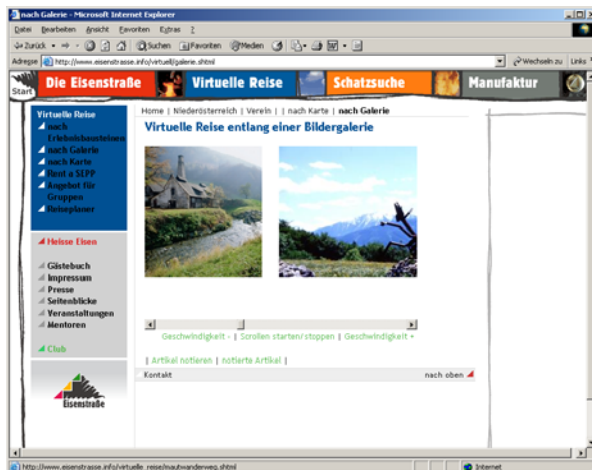 nach Galerie - Microsoft Internet Explorer
Datei Bearbeiten Ansicht Favoriten Extras ?
Zurück Suchen Favoriten Medien
Adresse http://www.eisenstrasse.info/virtuell/galerie.shtml Wechseln zu Links
Start Die Eisenstraße Virtuelle Reise Schatzsuche Manufaktur
Home | Niederösterreich | Verein | | nach Karte | nach Galerie
Virtuelle Reise entlang einer Bildergalerie
Virtuelle Reise
nach
Erlebnisbausteinen
nach Galerie
nach Karte
Rent a SEPP
Angebot für
Gruppen
Reiseplaner
Heisse Eisen
Gästebuch
Impressum
Presse
Seitenblicke
Veranstaltungen
Mentoren
Club
Eisenstraße
Geschwindigkeit - | Scrollen starten/stoppen | Geschwindigkeit +
| Artikel notieren | notierte Artikel |
Kontakt nach oben
http://www.eisenstrasse.info/virtuelle_reise/mautwanderweg.shtml Internet